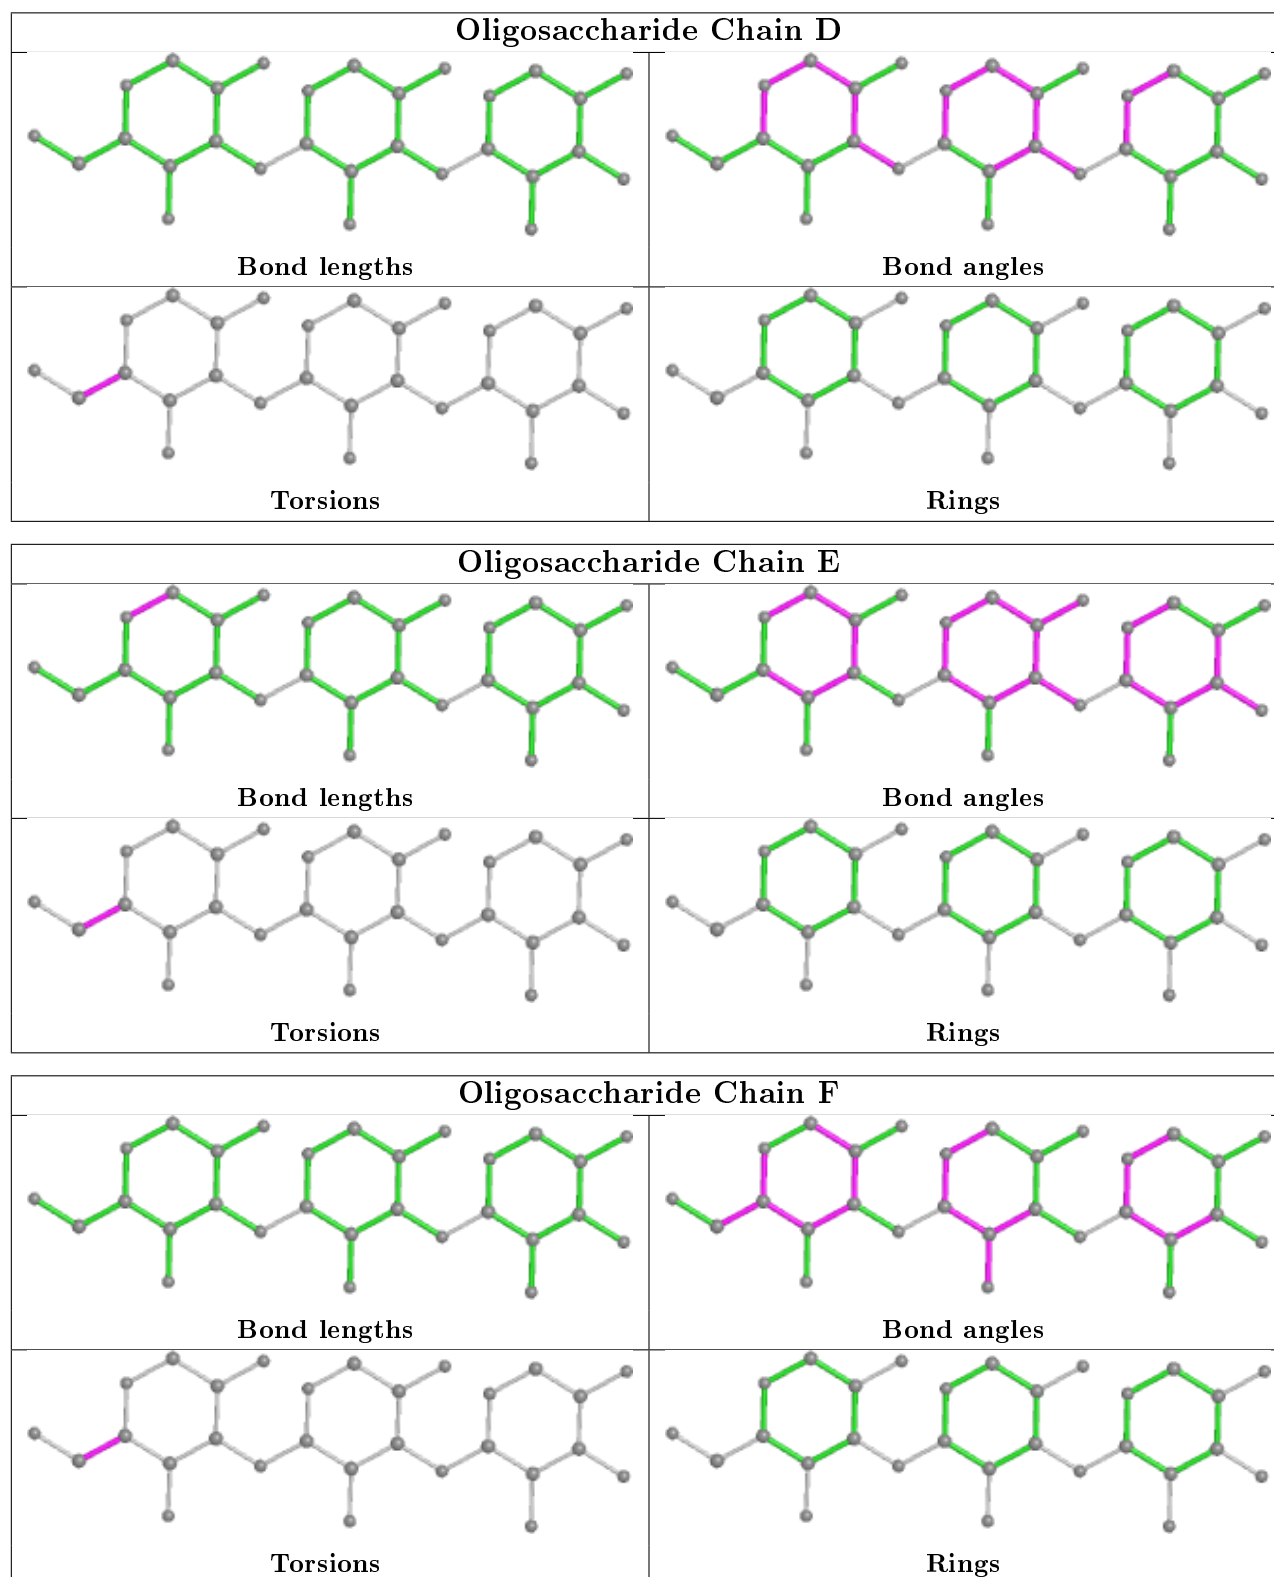 Oligosaccharide Chain D
Bond lengths
Bond angles
Torsions
Rings
Oligosaccharide Chain E
Bond lengths
Bond angles
Torsions
Rings
Oligosaccharide Chain F
Bond lengths
Bond angles
Torsions
Rings